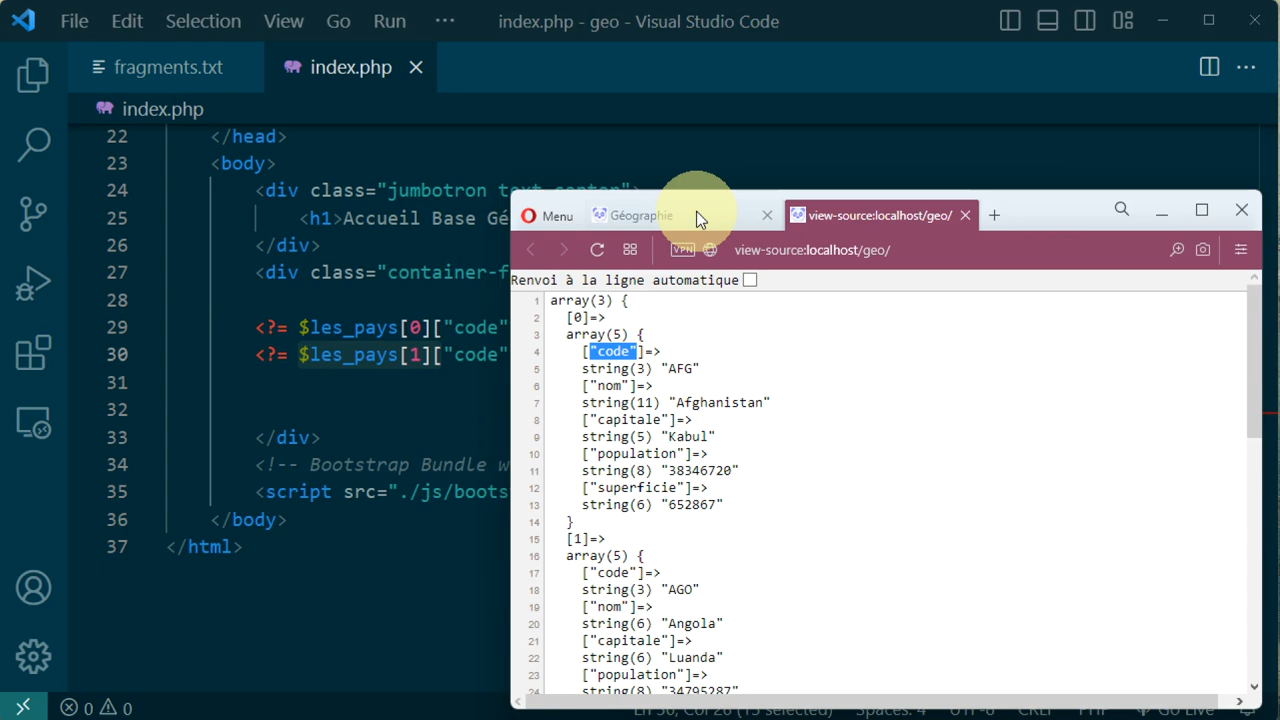 File Edit Selection View Go Run ··· index.php - geo - Visual Studio Code
fragments.txt index.php
index.php
22 </head>
23 <body>
24 <div class="jumbotron text-center">
25 <h1>Accueil Base Gé
26 </div>
27 <div class="container-f
28
29 <?= $les_pays[0]["code"
30 <?= $les_pays[1]["code"
31
32
33 </div>
34 <!-- Bootstrap Bundle w
35 <script src="./js/boots
36 </body>
37 </html>
0 0
Menu Géographie view-source:localhost/geo/
VPN view-source:localhost/geo/
Renvoi à la ligne automatique
1 array(3) {
2 [0]=>
3 array(5) {
4 ["code"]=>
5 string(3) "AFG"
6 ["nom"]=>
7 string(11) "Afghanistan"
8 ["capitale"]=>
9 string(5) "Kabul"
10 ["population"]=>
11 string(8) "38346720"
12 ["superficie"]=>
13 string(6) "652867"
14 }
15 [1]=>
16 array(5) {
17 ["code"]=>
18 string(3) "AGO"
19 ["nom"]=>
20 string(6) "Angola"
21 ["capitale"]=>
22 string(6) "Luanda"
23 ["population"]=>
24 string(8) "34795287"